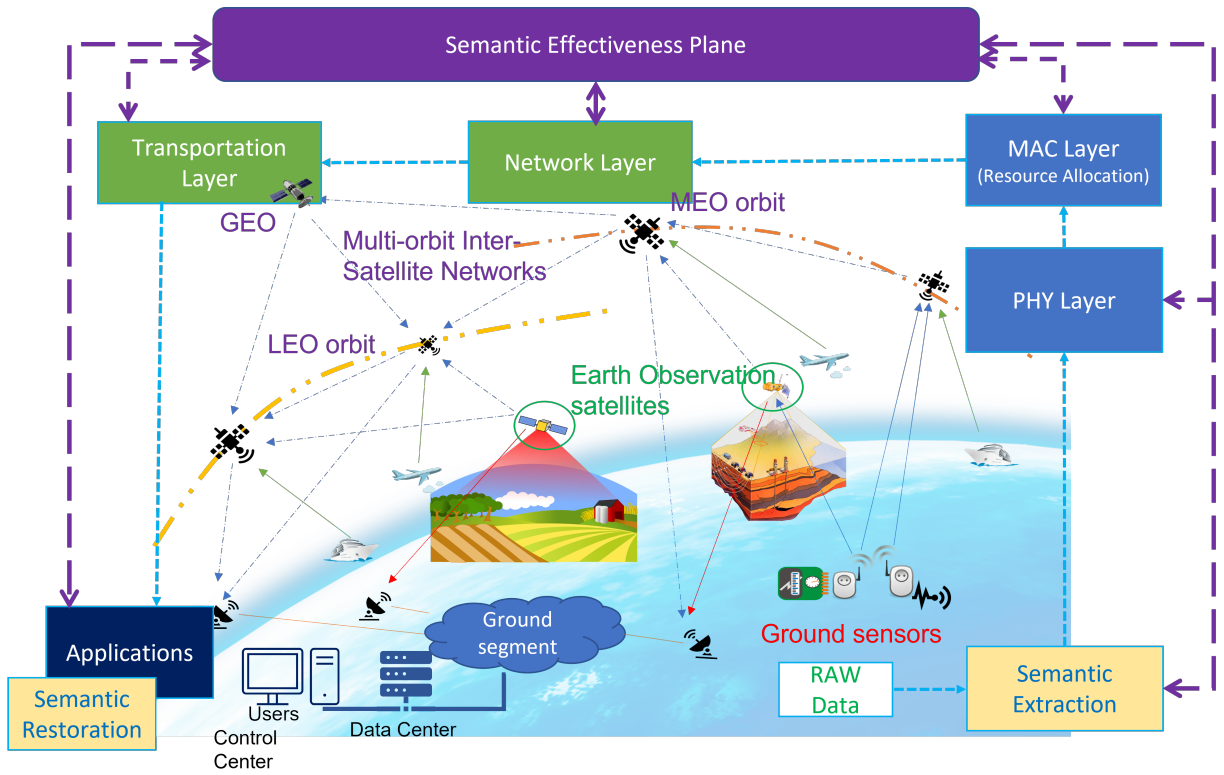 Semantic Effectiveness Plane
Transportation
Layer
Network Layer
MAC Layer
(Resource Allocation)
GEO
MEO orbit
Multi-orbit Inter-
Satellite Networks
PHY Layer
LEO orbit
Earth Observation
satellites
Ground
segment
Ground sensors
Applications
Semantic
Restoration
RAW
Data
Semantic
Extraction
Users
Control
Center
Data Center